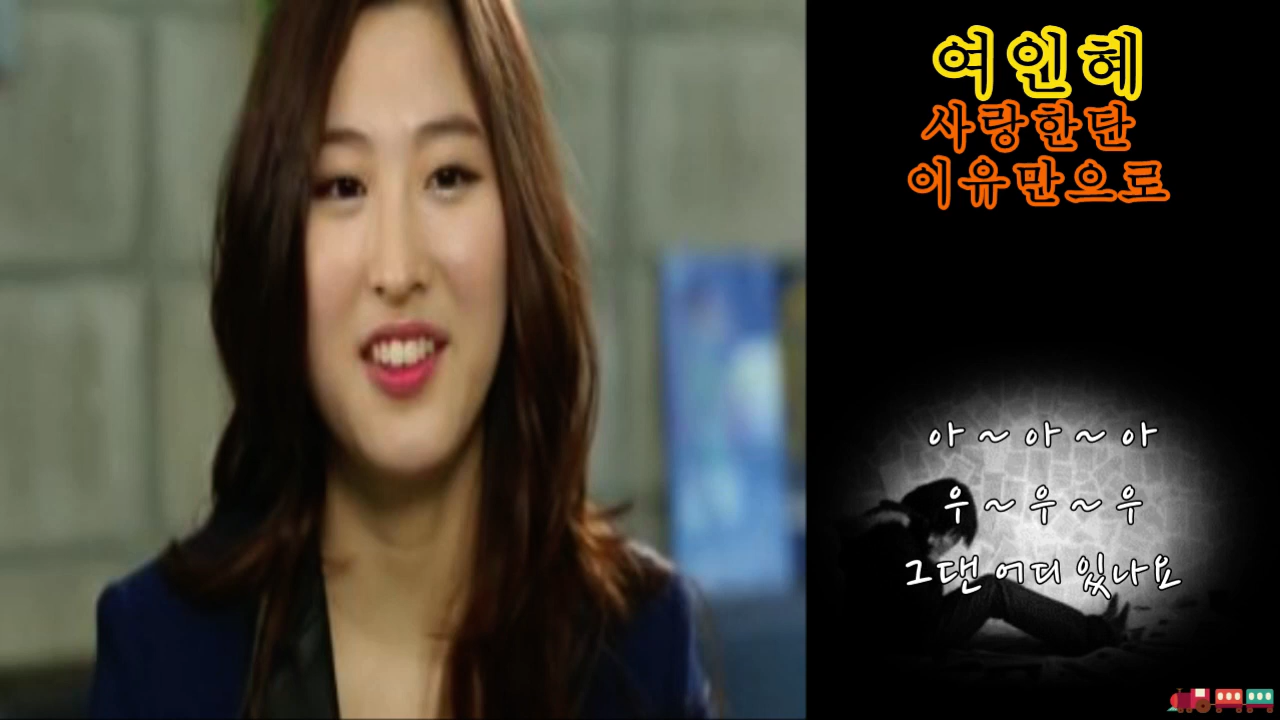 여인혜
사랑한단
이유만으로
아~아~아
우~우~우
그댄 어디 있나요